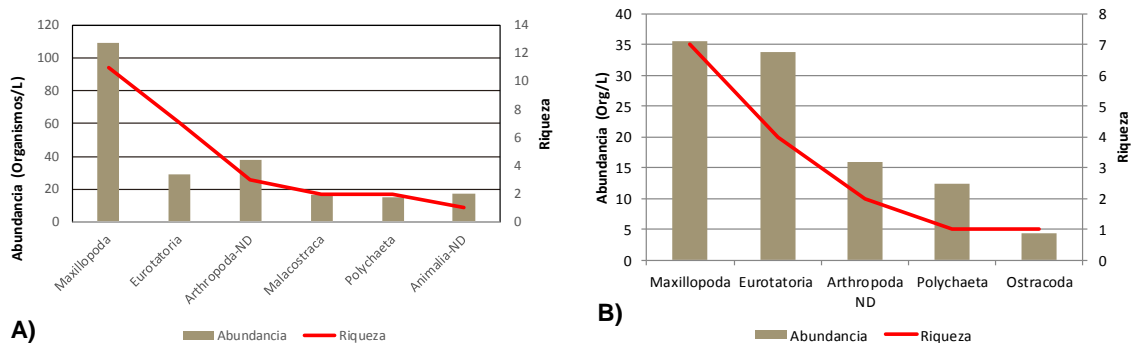 Abundancia (Organismos/L)
120
100
80
60
40
20
0
14
12
10
8
6
4
2
0
Riqueza
Maxillopoda
Eurotatoria
Arthropoda-ND
Malacostraca
Polychaeta
Animalia-ND
Abundancia
Riqueza
A)
Abundancia (Org/L)
40
35
30
25
20
15
10
5
0
8
7
6
5
4
3
2
1
0
Riqueza
Maxillopoda
Eurotatoria
Arthropoda
ND
Polychaeta
Ostracoda
Abundancia
Riqueza
B)